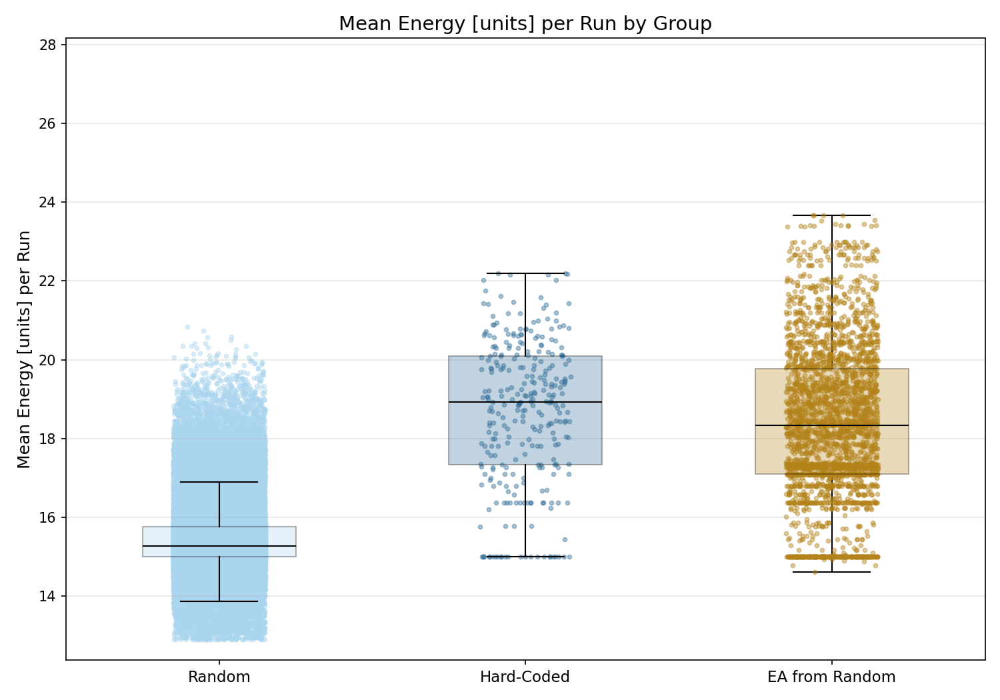 Mean Energy [units] per Run by Group
Mean Energy [units] per Run
28
26
24
22
20
18
16
14
Random
Hard-Coded
EA from Random